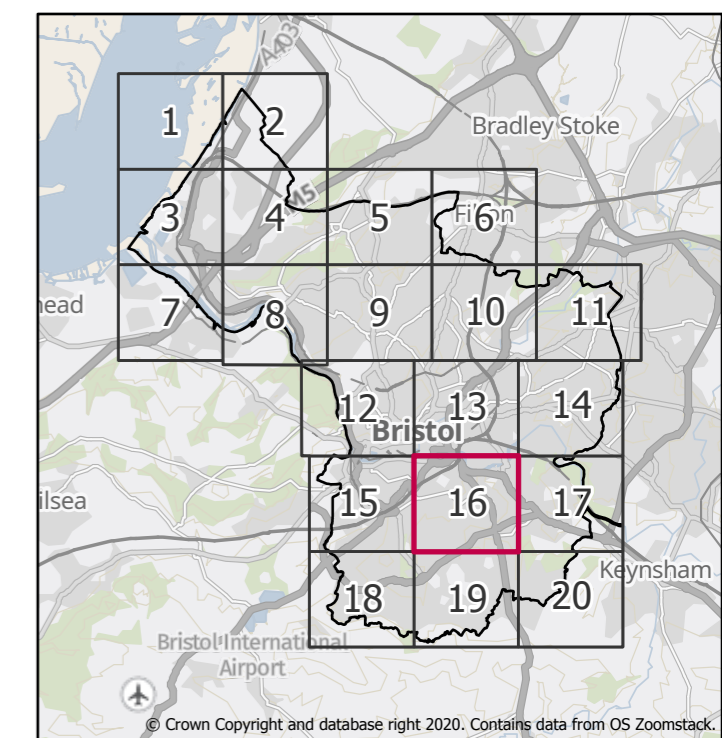 A403
1
2
Bradley Stoke
3
4
M5
5
Filton
6
head
7
8
9
10
11
12
13
14
Bristol
ilsea
15
16
17
Keynsham
18
19
20
Bristol International
Airport
© Crown Copyright and database right 2020. Contains data from OS Zoomstack.